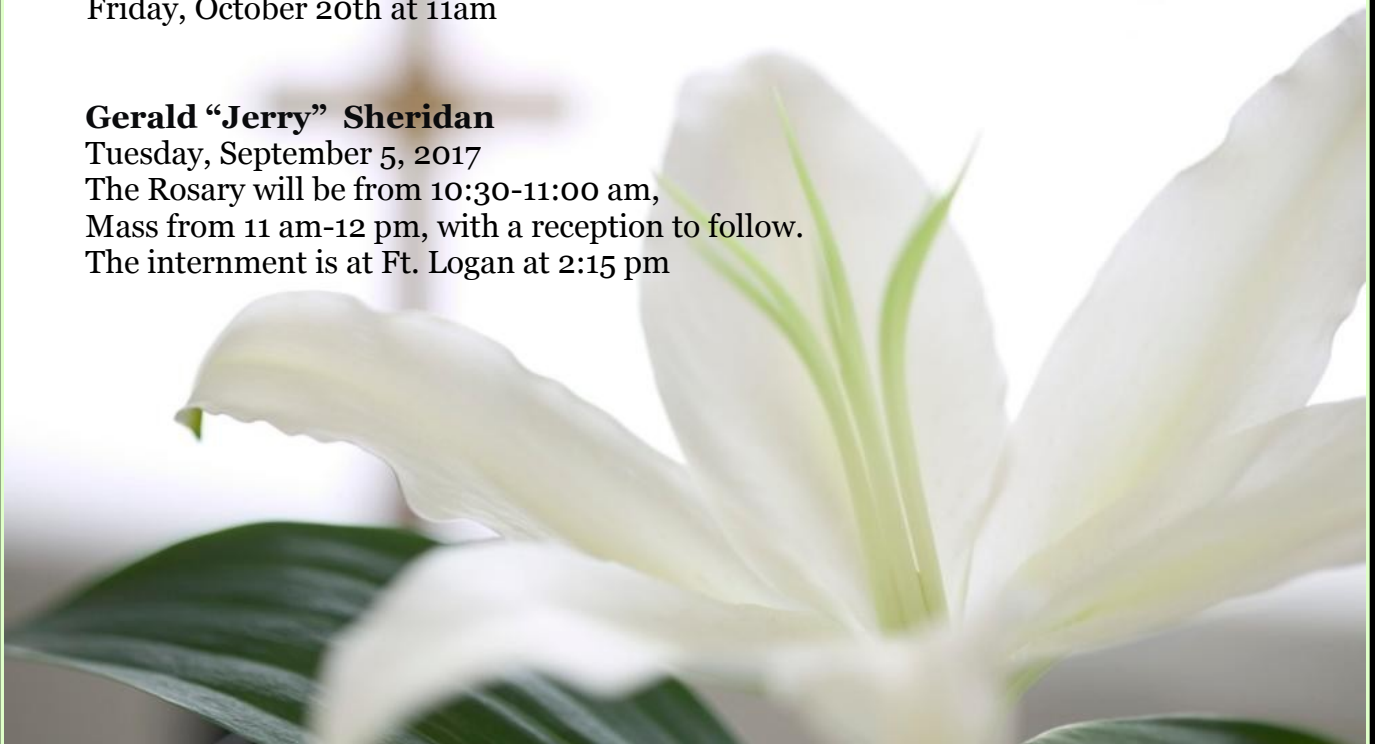 Friday, October 20th at 11am
Gerald “Jerry”  Sheridan
Tuesday, September 5, 2017
The Rosary will be from 10:30-11:00 am,
Mass from 11 am-12 pm, with a reception to follow.
The internment is at Ft. Logan at 2:15 pm